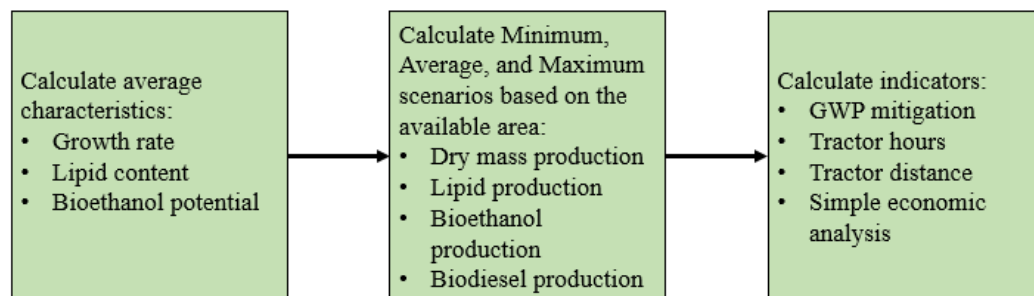 Calculate average
characteristics:
• Growth rate
• Lipid content
• Bioethanol potential
Calculate Minimum,
Average, and Maximum
scenarios based on the
available area:
• Dry mass production
• Lipid production
• Bioethanol
production
• Biodiesel production
Calculate indicators:
• GWP mitigation
• Tractor hours
• Tractor distance
• Simple economic
analysis